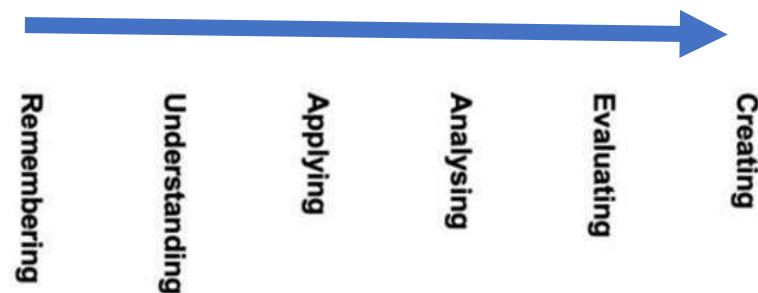 Remembering
Understanding
Applying
Analysing
Evaluating
Creating